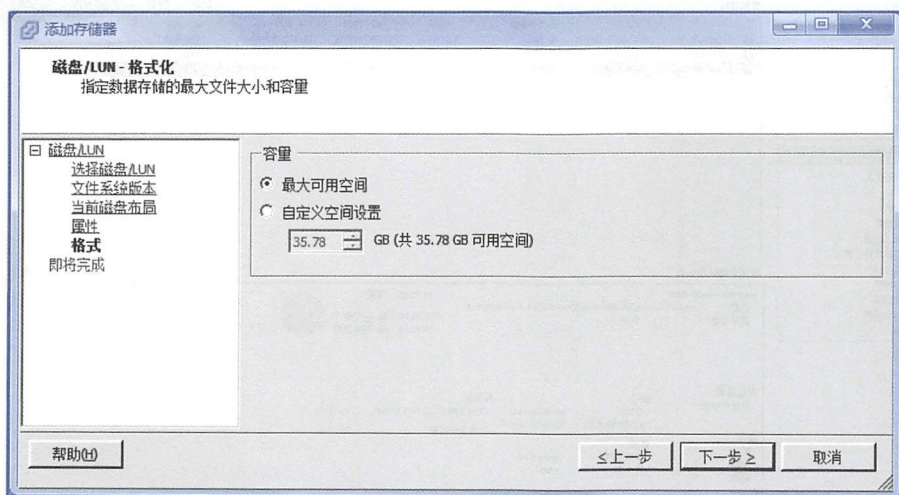 添加存储器
磁盘/LUN - 格式化
指定数据存储的最大文件大小和容量
磁盘/LUN
选择磁盘/LUN
文件系统版本
当前磁盘布局
属性
格式
即将完成
容量
最大可用空间
自定义空间设置
35.78 GB (共 35.78 GB 可用空间)
帮助(H)
≤上一步
下一步 ≥
取消